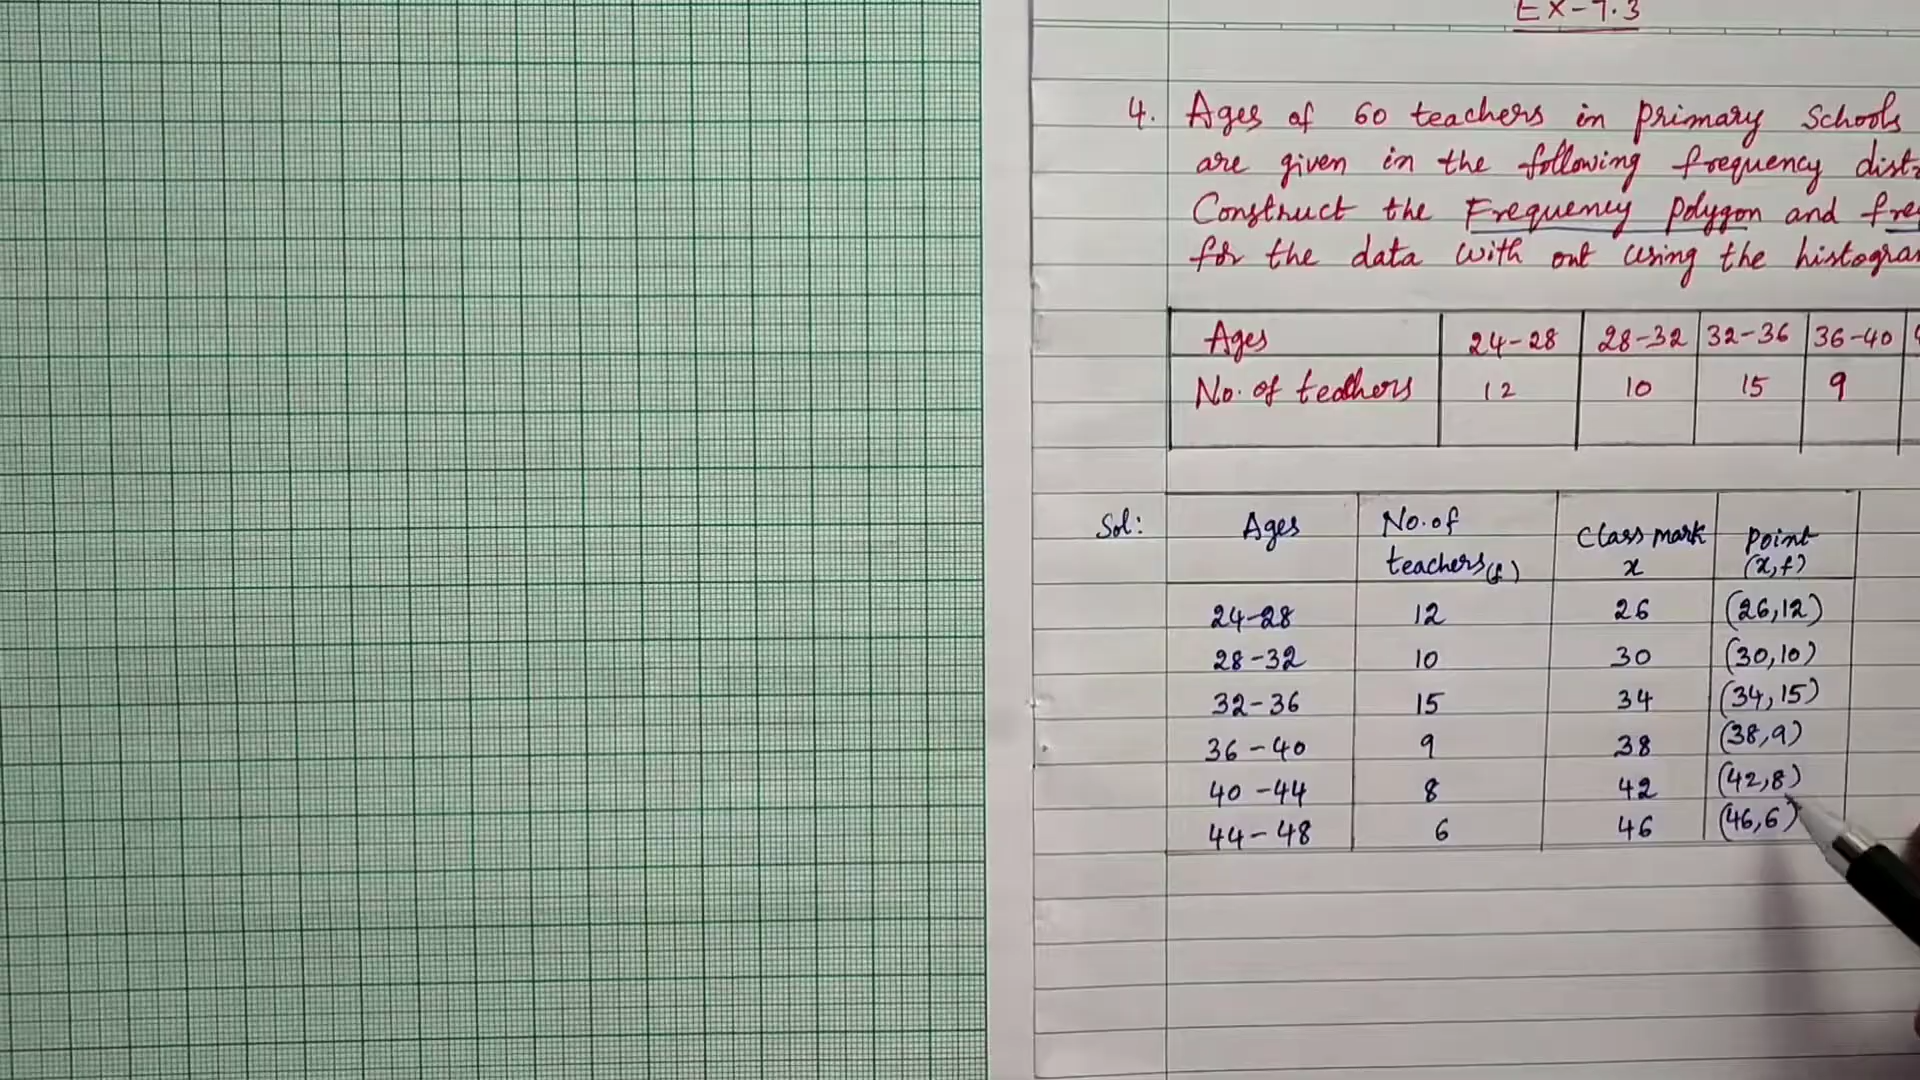 Ex-7.3
4. Ages of 60 teachers in primary Schools
are given in the following frequency
Construct the Frequency polygon and
for the data with out using the
Ages 24-28 28-32 32-36 36-40
No. of teachers 12 10 15 9
Sol: Ages No. of teachers (f) Class mark x point (x,f)
24-28 12 26 (26,12)
28-32 10 30 (30,10)
32-36 15 34 (34,15)
36-40 9 38 (38,9)
40-44 8 42 (42,8)
44-48 6 46 (46,6)